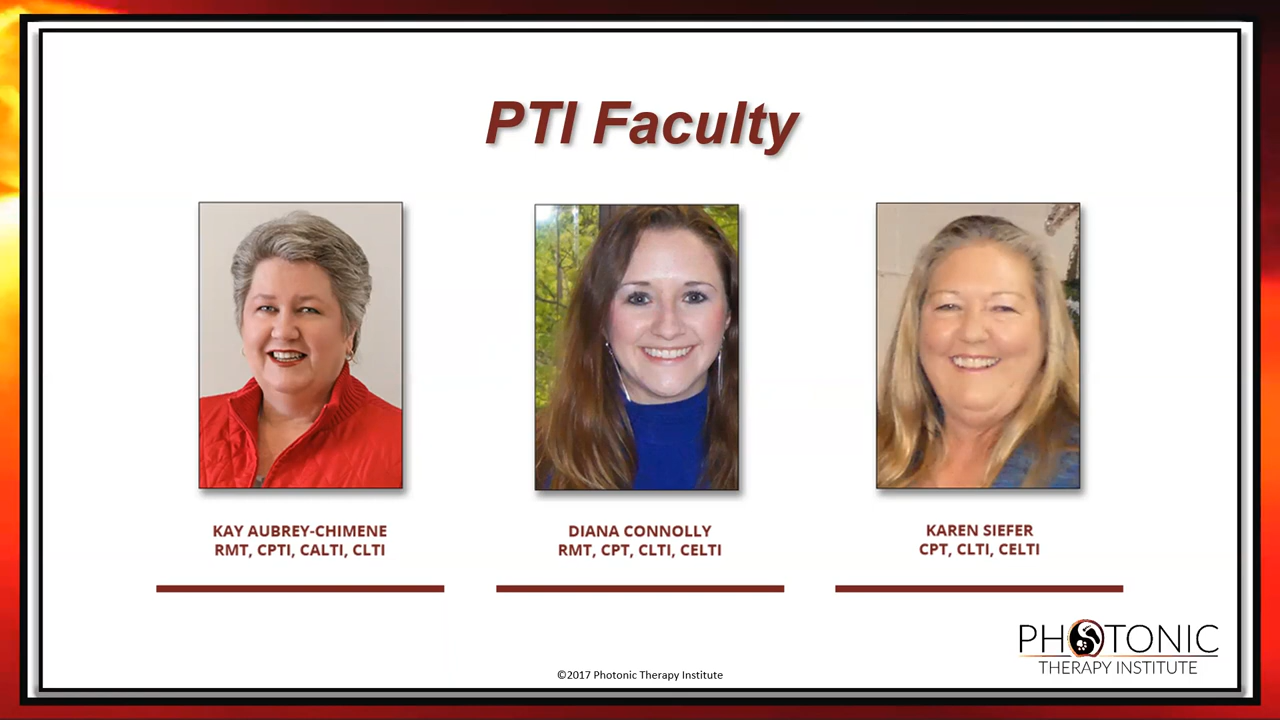 PTI Faculty
KAY AUBREY-CHIMENE
RMT, CPTI, CALTI, CLTI
DIANA CONNOLLY
RMT, CPT, CLTI, CELTI
KAREN SIEFER
CPT, CLTI, CELTI
PHOTONIC
THERAPY INSTITUTE
©2017 Photonic Therapy Institute